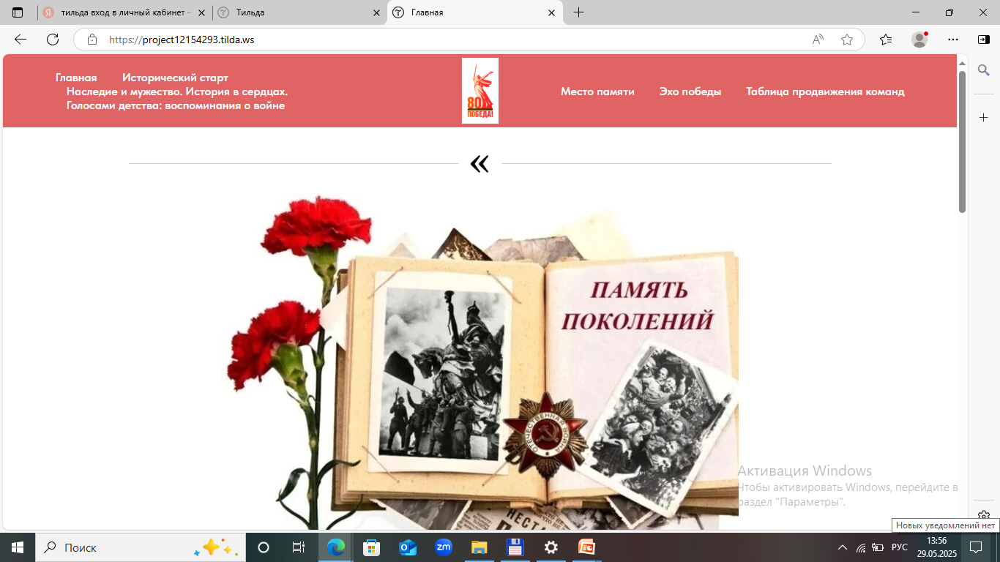 тильда вход в личный кабинет
Тильда
Главная
https://project12154293.tilda.ws
Главная Исторический старт
Наследие и мужество. История в сердцах.
Голосами детства: воспоминания о войне
80
ПОБЕДА!
Место памяти Эхо победы Таблица продвижения команд
«
ПАМЯТЬ
ПОКОЛЕНИЙ
ОТЕЧЕСТВЕННАЯ ВОЙНА
Активация Windows
Чтобы активировать Windows, перейдите в
раздел "Параметры".
Новых уведомлений нет
Поиск
zm
РУС
13:56
29.05.2025